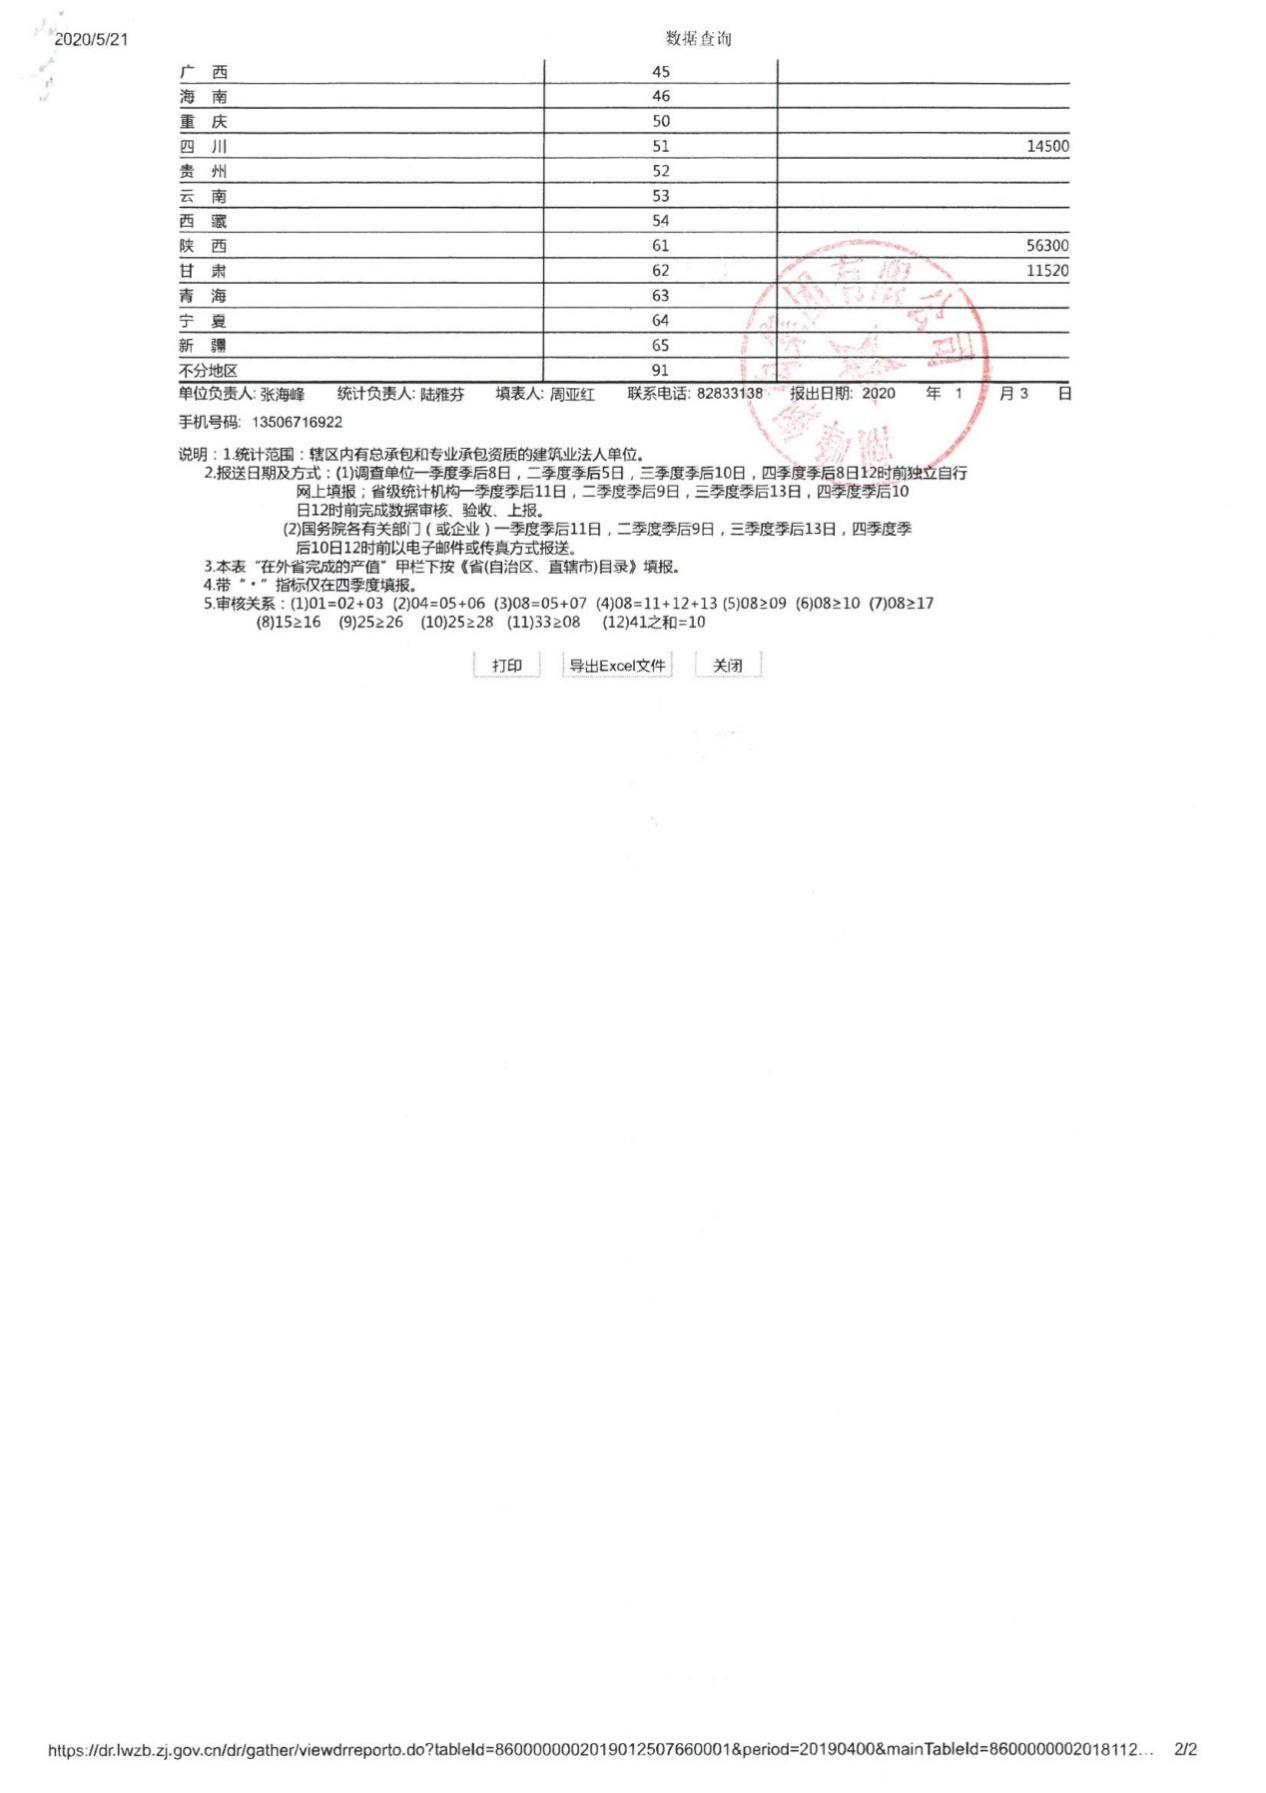 2020/5/21 数据查询
广 西 45
海 南 46
重 庆 50
四 川 51 14500
贵 州 52
云 南 53
西 藏 54
陕 西 61 56300
甘 肃 62 11520
青 海 63
宁 夏 64
新 疆 65
不分地区 91
单位负责人: 张海峰 统计负责人: 陆雅芬 填表人: 周亚红 联系电话: 82833138 报出日期: 2020 年 1 月 3 日
手机号码: 13506716922
说明：1.统计范围：辖区内有总承包和专业承包资质的建筑业法人单位。
2.报送日期及方式：(1)调查单位一季度季后8日，二季度季后5日，三季度季后10日，四季度季后8日12时前独立自行
网上填报；省级统计机构一季度季后11日，二季度季后9日，三季度季后13日，四季度季后10
日12时前完成数据审核、验收、上报。
(2)国务院各有关部门（或企业）一季度季后11日，二季度季后9日，三季度季后13日，四季度季
后10日12时前以电子邮件或传真方式报送。
3.本表“在外省完成的产值”甲栏下按《省(自治区、直辖市)目录》填报。
4.带“•”指标仅在四季度填报。
5.审核关系：(1)01=02+03 (2)04=05+06 (3)08=05+07 (4)08=11+12+13 (5)08≥09 (6)08≥10 (7)08≥17
(8)15≥16 (9)25≥26 (10)25≥28 (11)33≥08 (12)41之和=10
打印 导出Excel文件 关闭
集团有限公司
https://dr.lwzb.zj.gov.cn/dr/gather/viewdrreporto.do?tableId=8600000002019012507660001&period=20190400&mainTableId=8600000002018112... 2/2